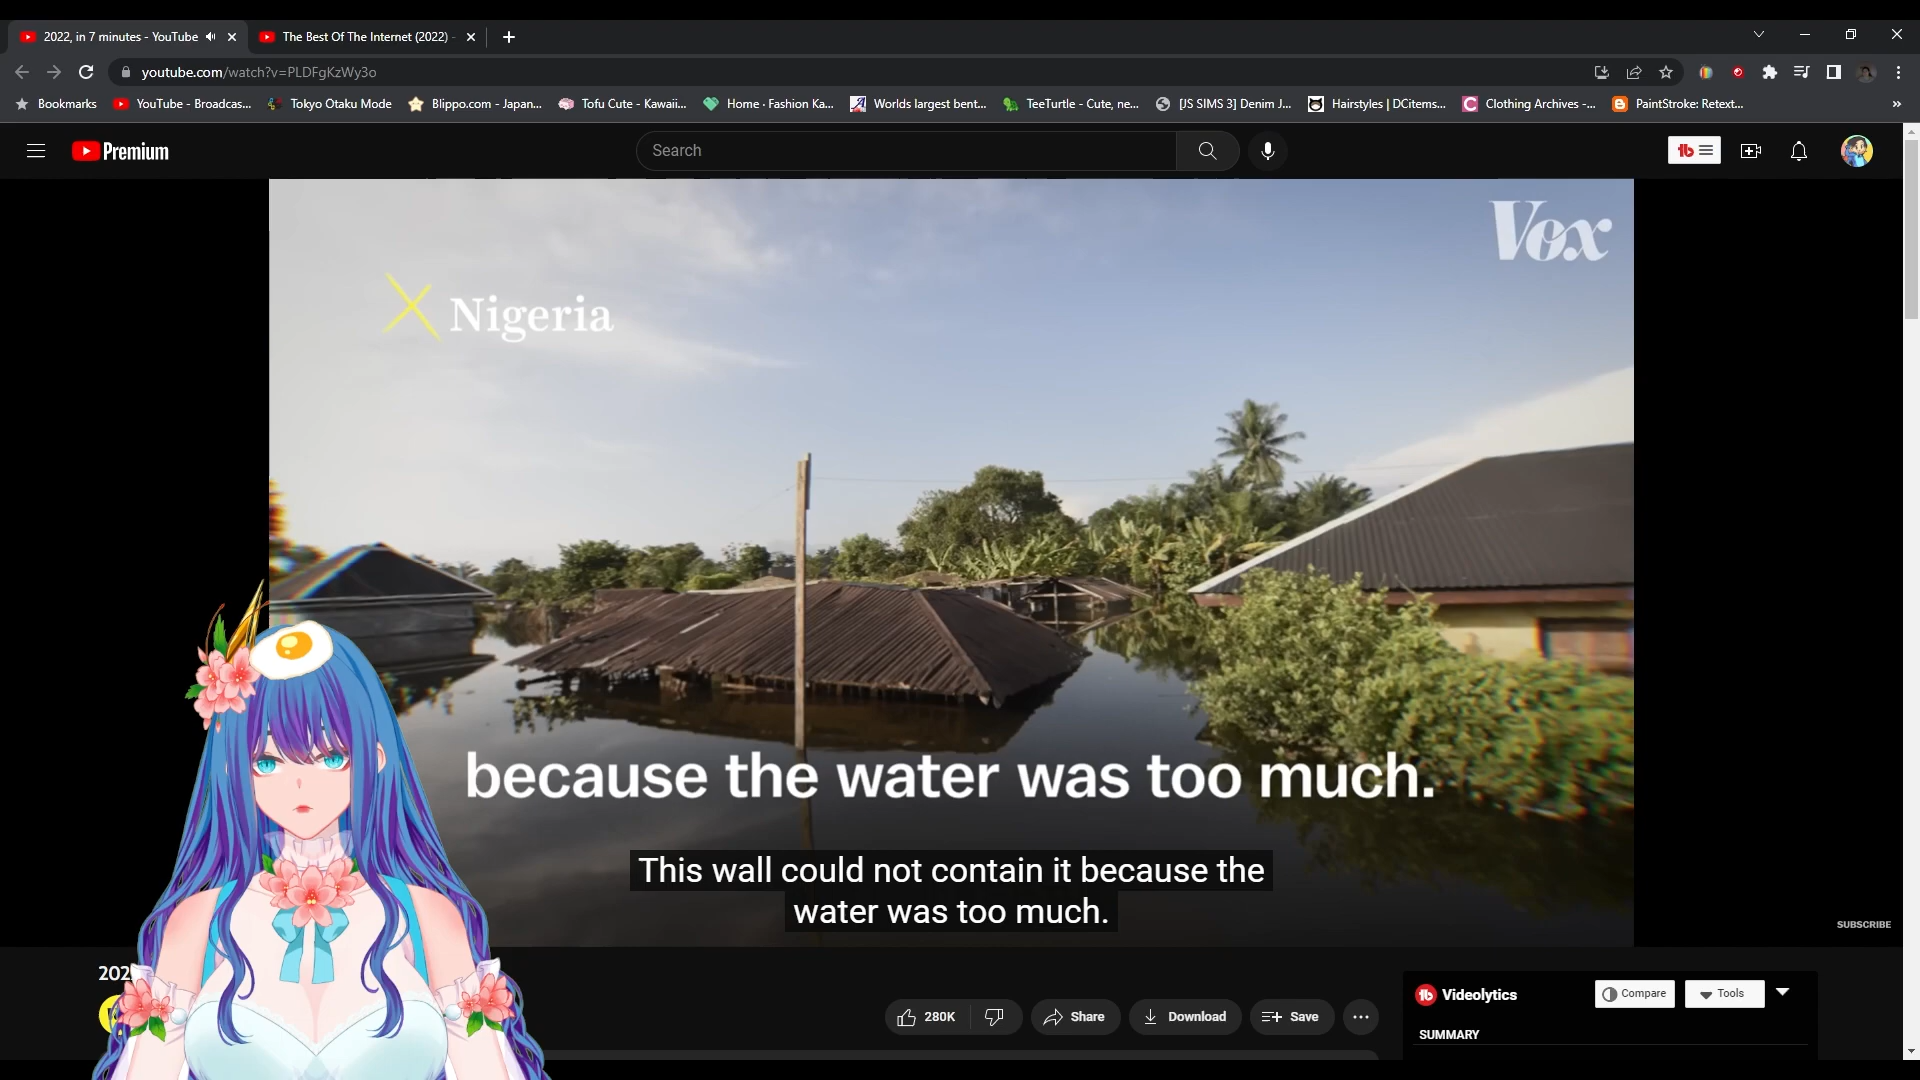 2022, in 7 minutes - YouTube
The Best Of The Internet (2022) -
youtube.com/watch?v=PLDFgKzWy3o
Bookmarks
YouTube - Broadcas...
Tokyo Otaku Mode
Blippo.com - Japan...
Tofu Cute - Kawaii...
Home · Fashion Ka...
Worlds largest bent...
TeeTurtle - Cute, ne...
[JS SIMS 3] Denim J...
Hairstyles | DCitems...
Clothing Archives -...
PaintStroke: Retext...
»
Premium
Search
tb
Vox
Nigeria
because the water was too much.
This wall could not contain it because the
water was too much.
SUBSCRIBE
202
280K
Share
Download
Save
tb Videolytics
Compare
Tools
SUMMARY